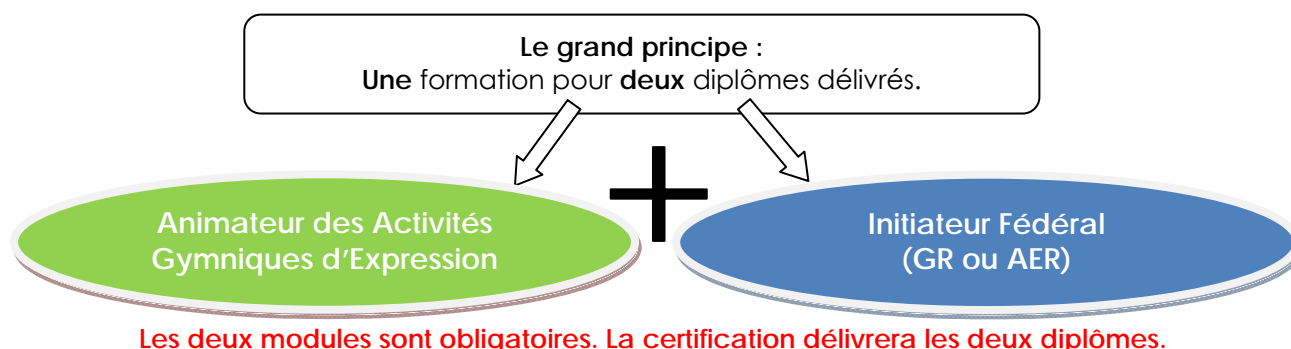 Le grand principe :
Une formation pour deux diplômes délivrés.
Animateur des Activités
Gymniques d’Expression
Initiateur Fédéral
(GR ou AER)
Les deux modules sont obligatoires. La certification délivrera les deux diplômes.